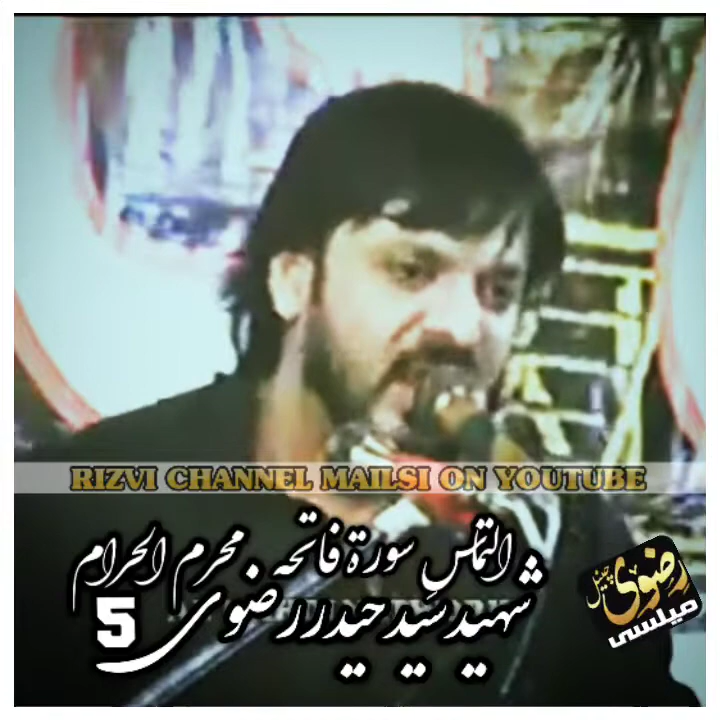 RIZVI CHANNEL MAILSI ON YOUTUBE
التماسِ سورۃ فاتحہ محرم الحرام
شہید سید حیدر رضوی 5
رضوی چینل
میلسی